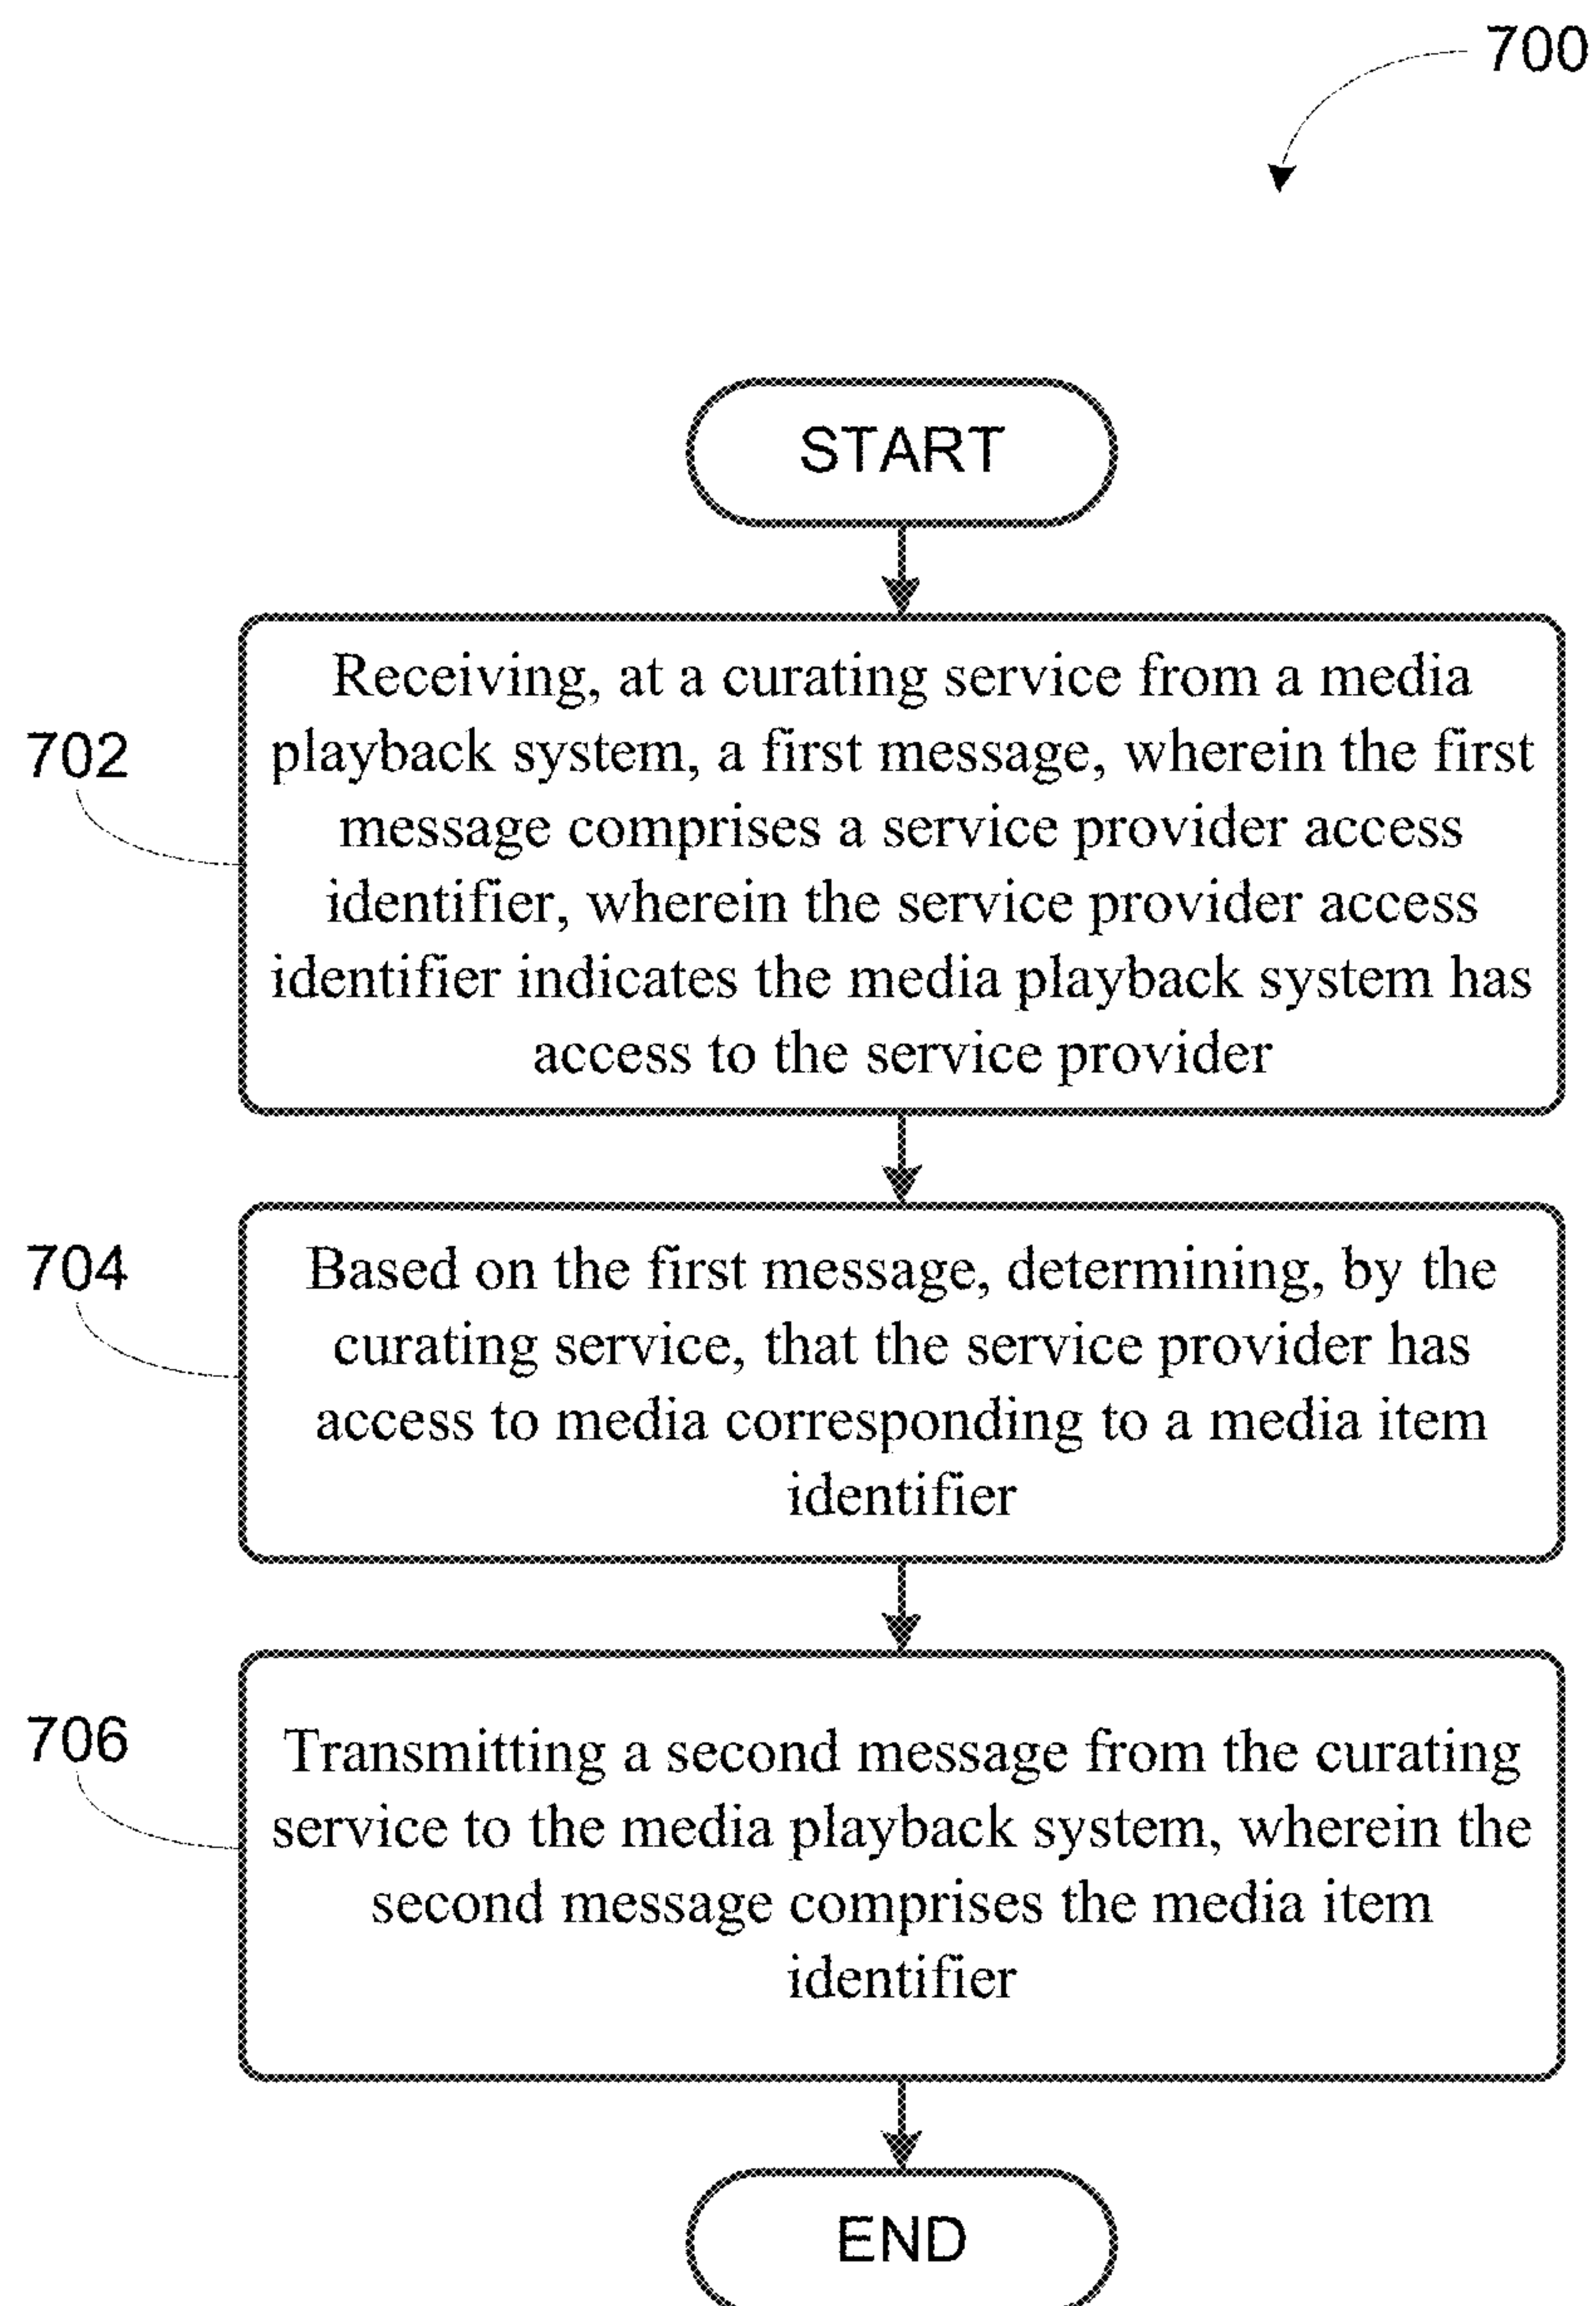 700
START
702
Receiving, at a curating service from a media
playback system, a first message, wherein the first
message comprises a service provider access
identifier, wherein the service provider access
identifier indicates the media playback system has
access to the service provider
704
Based on the first message, determining, by the
curating service, that the service provider has
access to media corresponding to a media item
identifier
706
Transmitting a second message from the curating
service to the media playback system, wherein the
second message comprises the media item
identifier
END